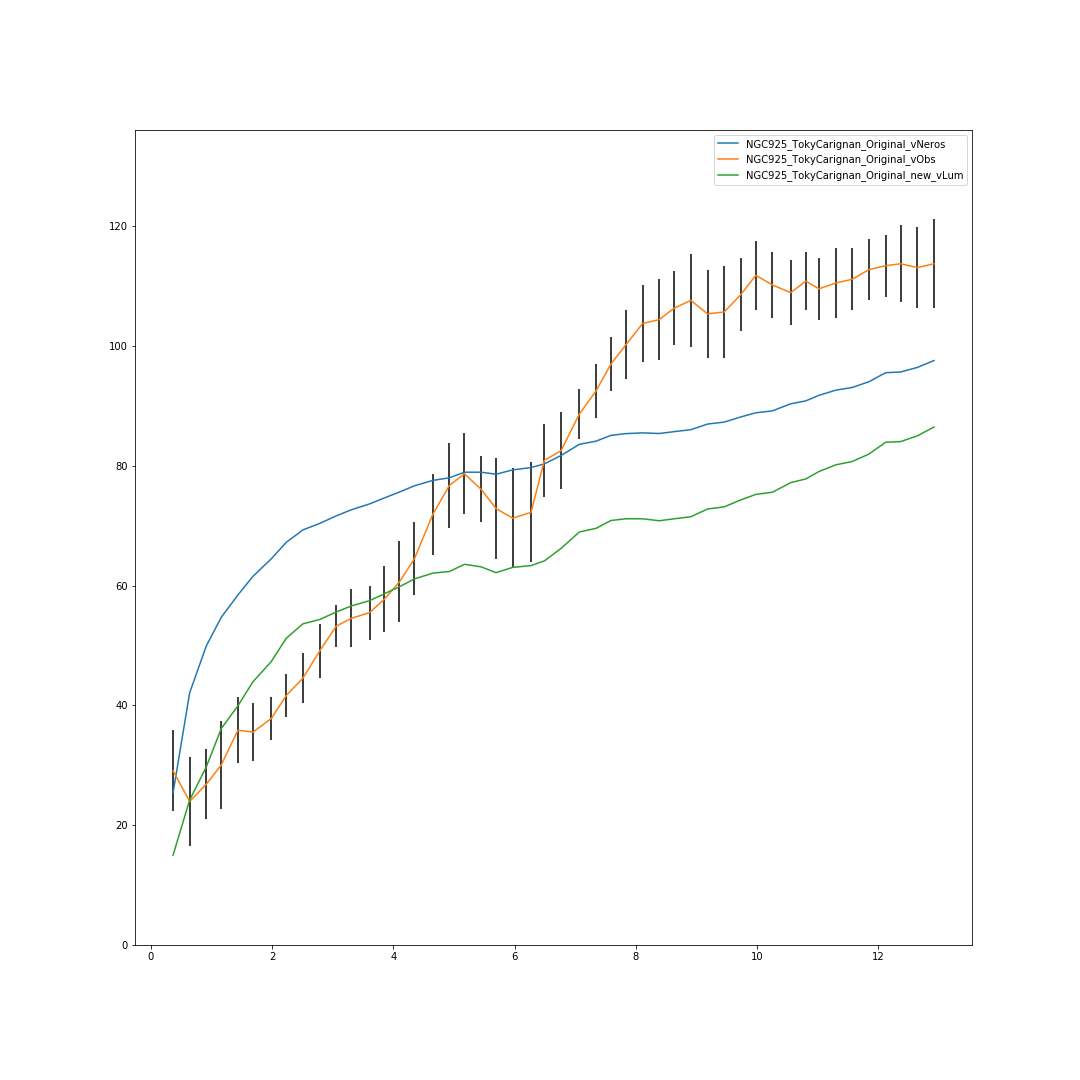 NGC925_TokyCarignan_Original_vNeros
NGC925_TokyCarignan_Original_vObs
NGC925_TokyCarignan_Original_new_vLum
120
100
80
60
40
20
0
0 2 4 6 8 10 12